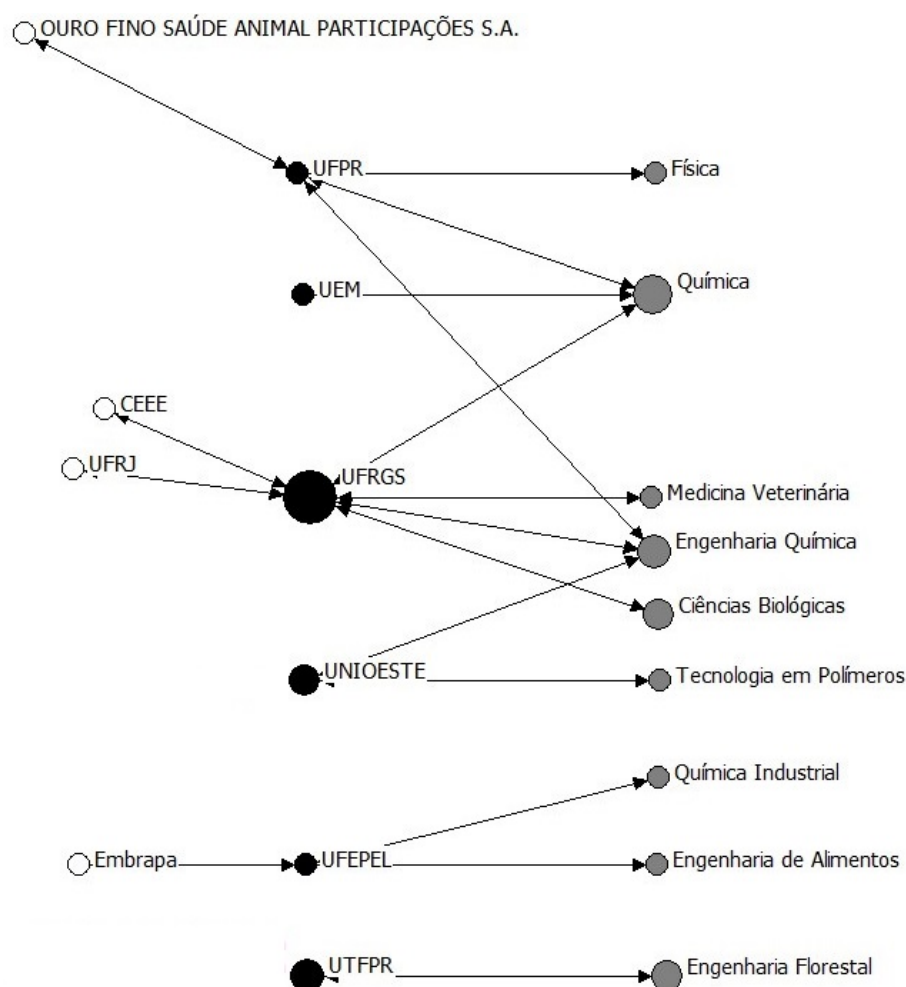 OURO FINO SAÚDE ANIMAL PARTICIPAÇÕES S.A.
UFPR
Física
UEM
Química
CEEE
UFRJ
UFRGS
Medicina Veterinária
Engenharia Química
Ciências Biológicas
UNIOESTE
Tecnologia em Polímeros
Química Industrial
Embrapa
UFEPEL
Engenharia de Alimentos
UTFPR
Engenharia Florestal